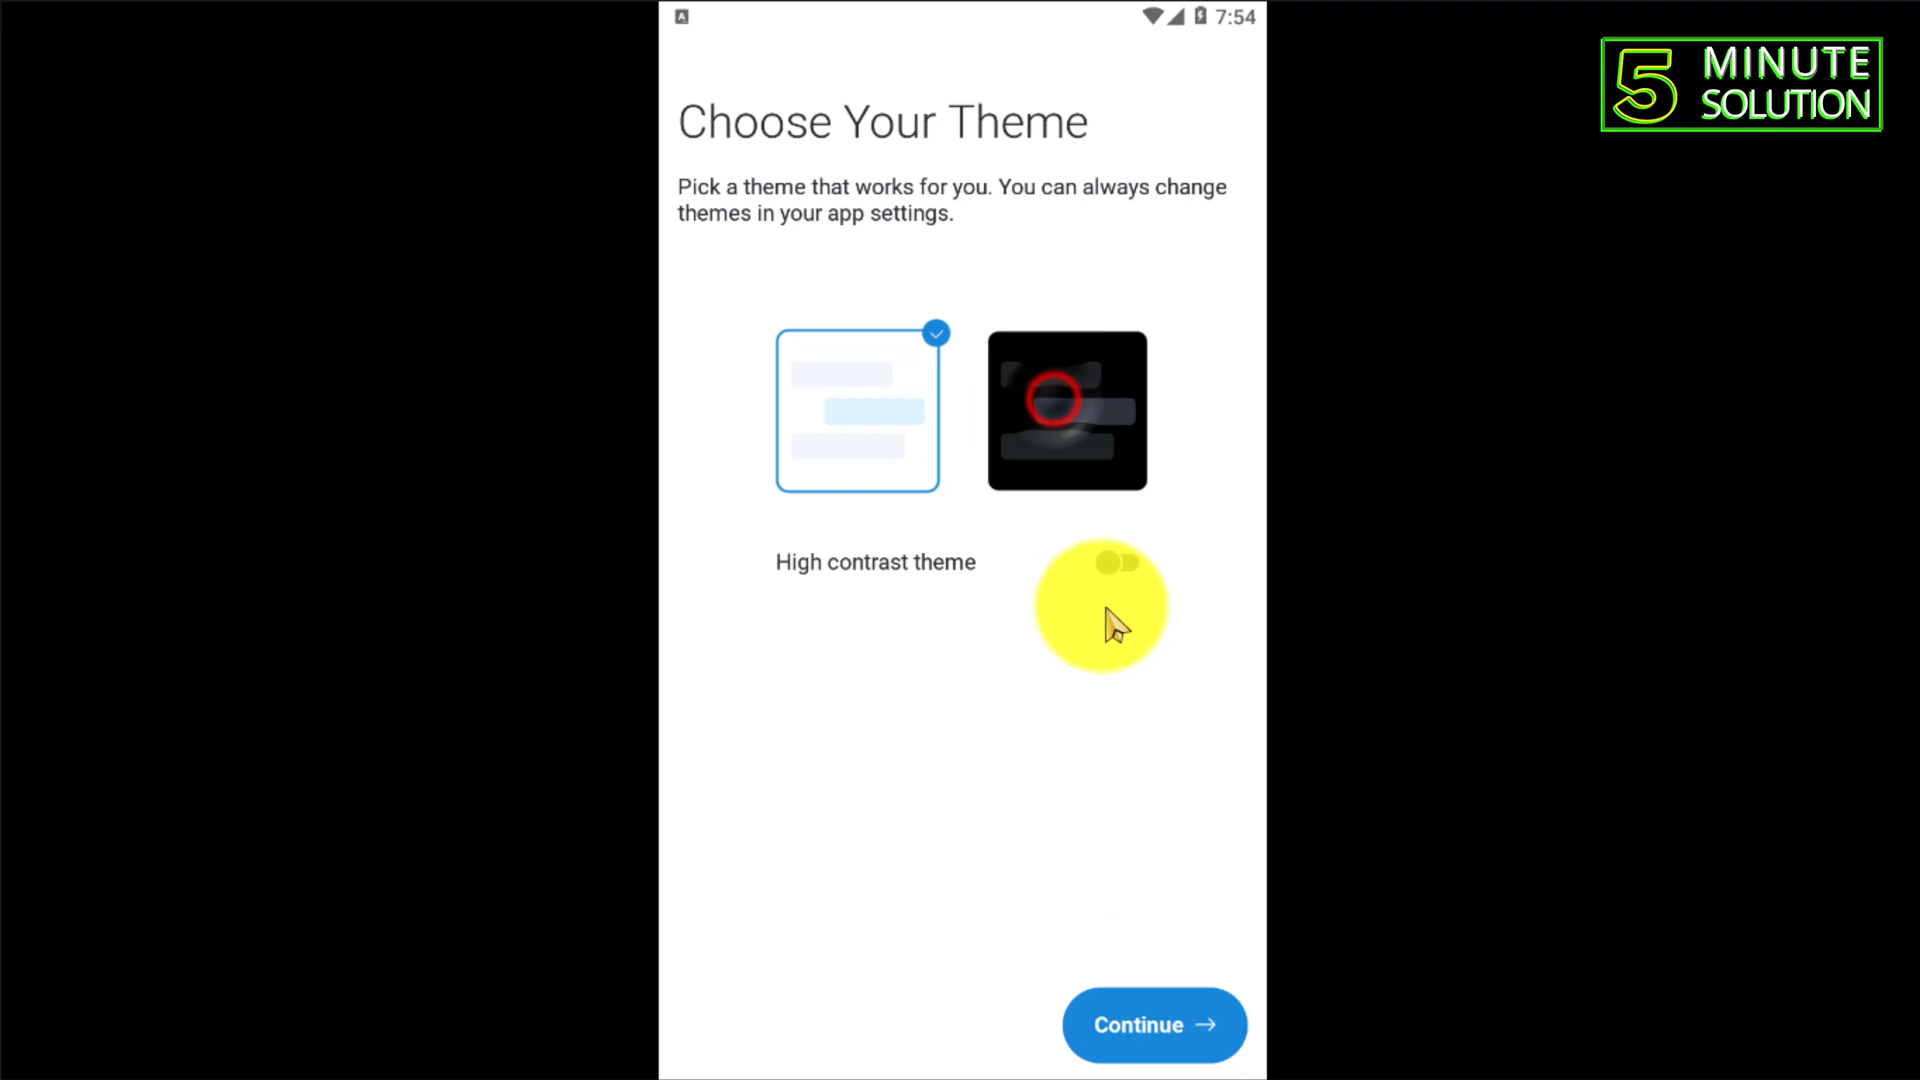 A
7:54
5 MINUTE
SOLUTION
Choose Your Theme
Pick a theme that works for you. You can always change
themes in your app settings.
High contrast theme
Continue